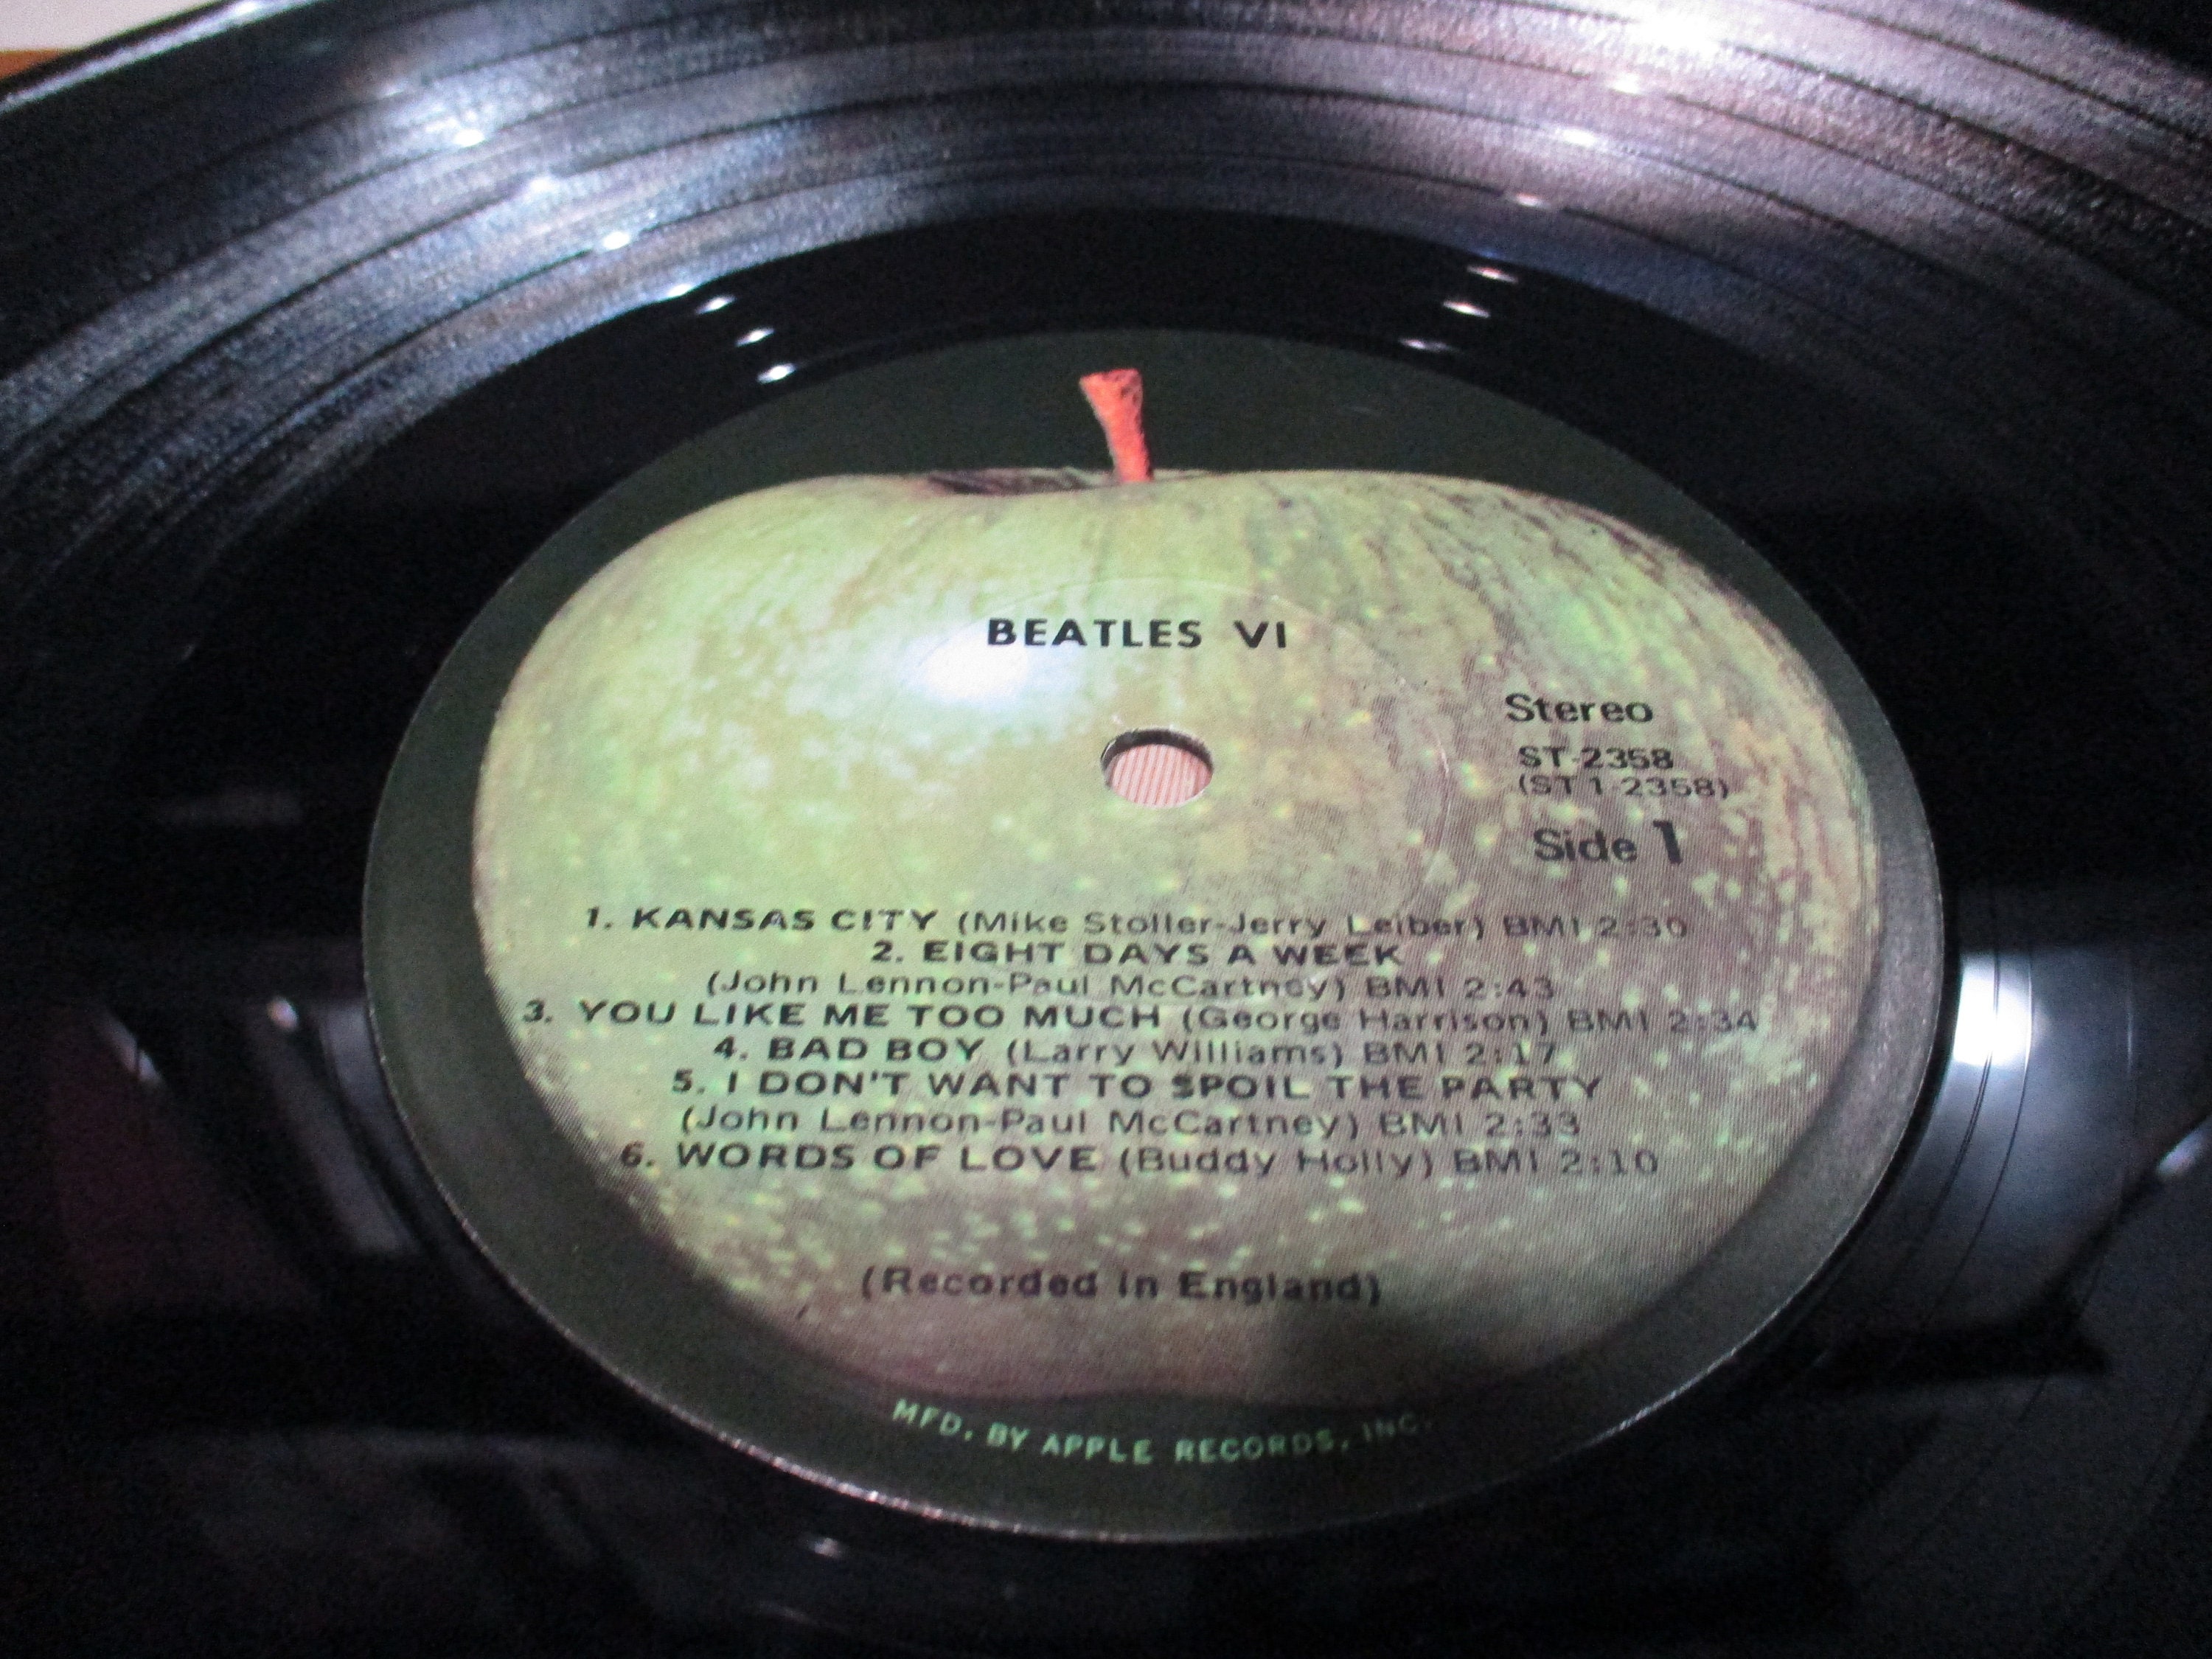 BEATLES VI
Stereo
ST-2358
(ST 1-2358)
Side 1
1. KANSAS CITY (Mike Stoller-Jerry Leiber) BMI 2:30
2. EIGHT DAYS A WEEK
(John Lennon-Paul McCartney) BMI 2:43
3. YOU LIKE ME TOO MUCH (George Harrison) BMI 2:34
4. BAD BOY (Larry Williams) BMI 2:17
5. I DON'T WANT TO SPOIL THE PARTY
(John Lennon-Paul McCartney) BMI 2:33
6. WORDS OF LOVE (Buddy Holly) BMI 2:10
(Recorded in England)
MFD. BY APPLE RECORDS, INC.